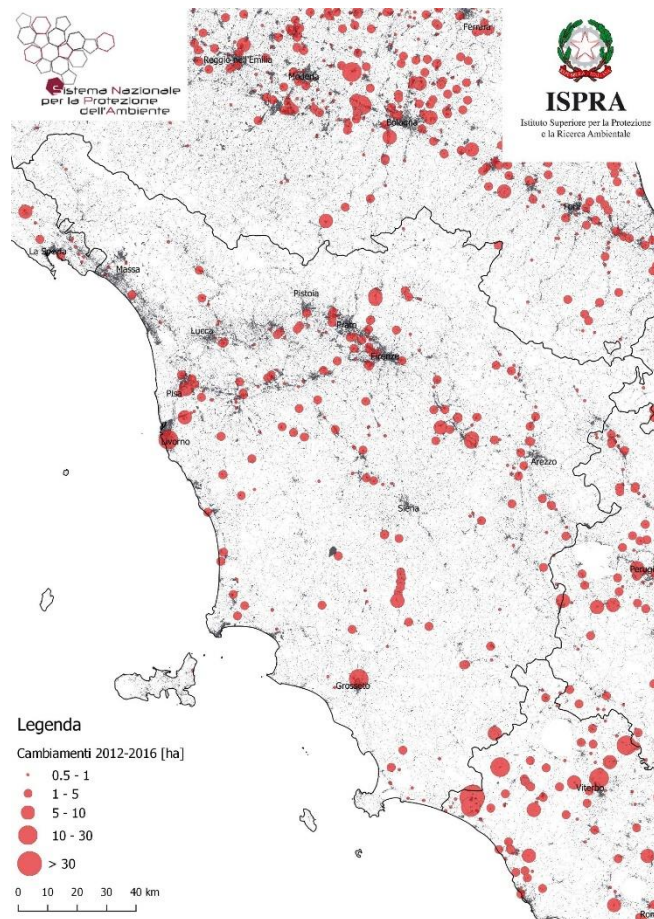 Sistema Nazionale
per la Protezione
dell'Ambiente
ISPRA
Istituto Superiore per la Protezione
e la Ricerca Ambientale
Ferrara
Reggio nell'Emilia
Modena
Bologna
Forlì
La Spezia
Massa
Pistoia
Prato
Lucca
Firenze
Pisa
Livorno
Arezzo
Siena
Perugia
Grosseto
Viterbo
Legenda
Cambiamenti 2012-2016 [ha]
0.5 - 1
1 - 5
5 - 10
10 - 30
> 30
0 10 20 30 40 km